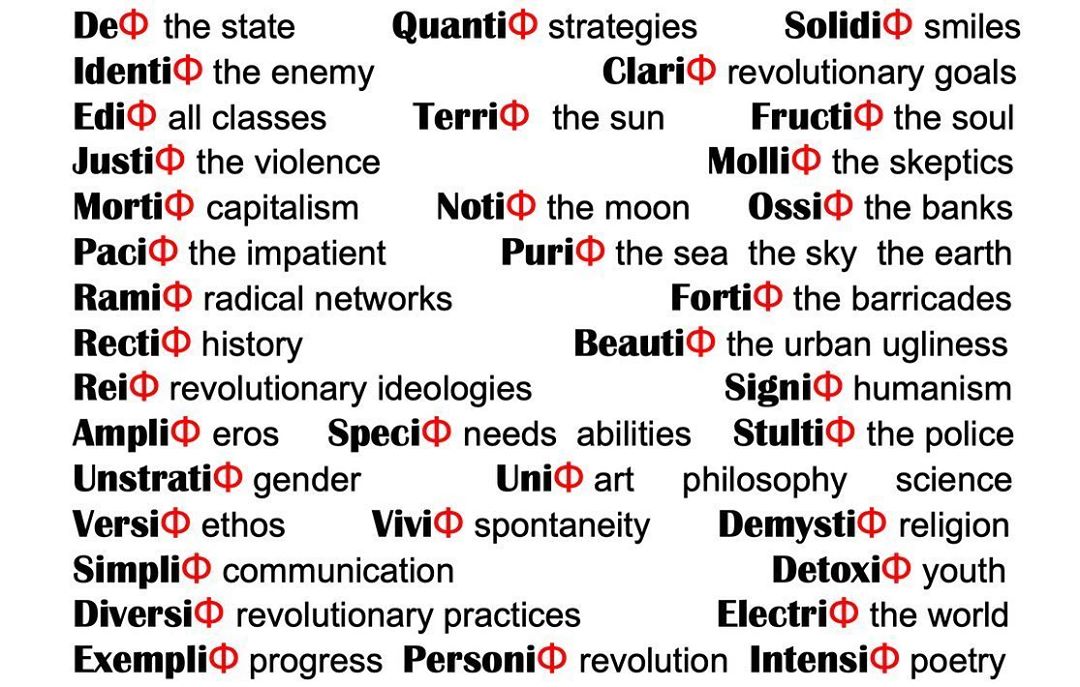 DeΦ the state QuantiΦ strategies SolidiΦ smiles
IdentiΦ the enemy ClariΦ revolutionary goals
EdiΦ all classes TerriΦ the sun FructiΦ the soul
JustiΦ the violence MolliΦ the skeptics
MortiΦ capitalism NotiΦ the moon OssiΦ the banks
PaciΦ the impatient PuriΦ the sea the sky the earth
RamiΦ radical networks FortiΦ the barricades
RectiΦ history BeautiΦ the urban ugliness
ReiΦ revolutionary ideologies SigniΦ humanism
AmpliΦ eros SpeciΦ needs abilities StultiΦ the police
UnstratiΦ gender UniΦ art philosophy science
VersiΦ ethos ViviΦ spontaneity DemystiΦ religion
SimpliΦ communication DetoxiΦ youth
DiversiΦ revolutionary practices ElectriΦ the world
ExempliΦ progress PersoniΦ revolution IntensiΦ poetry